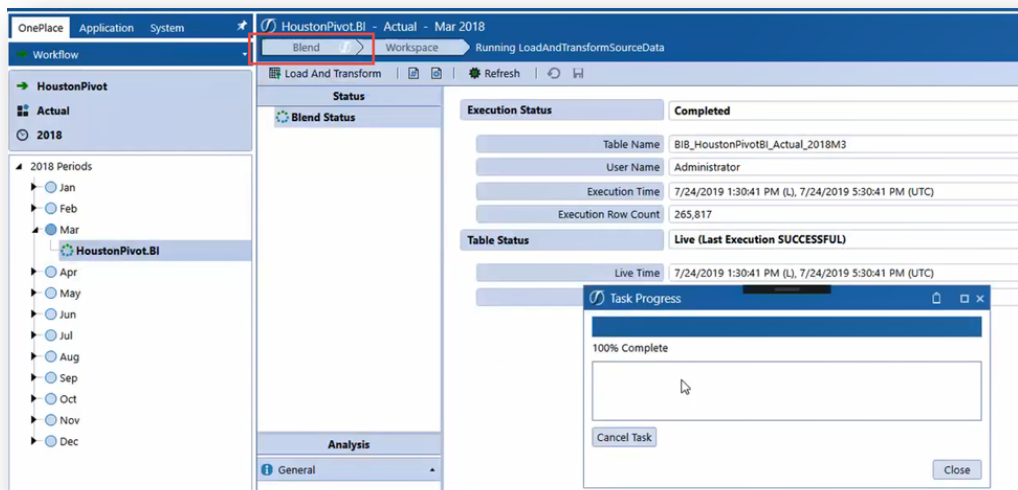 OnePlace Application System
Workflow
HoustonPivot
Actual
2018
2018 Periods
Jan
Feb
Mar
HoustonPivot.BI
Apr
May
Jun
Jul
Aug
Sep
Oct
Nov
Dec
HoustonPivot.BI - Actual - Mar 2018
Blend Workspace Running LoadAndTransformSourceData
Load And Transform Refresh
Status
Blend Status
Analysis
General
Execution Status Completed
Table Name BIB_HoustonPivotBI_Actual_2018M3
User Name Administrator
Execution Time 7/24/2019 1:30:41 PM (L), 7/24/2019 5:30:41 PM (UTC)
Execution Row Count 265,817
Table Status Live (Last Execution SUCCESSFUL)
Live Time 7/24/2019 1:30:41 PM (L), 7/24/2019 5:30:41 PM (UTC)
Task Progress
100% Complete
Cancel Task
Close